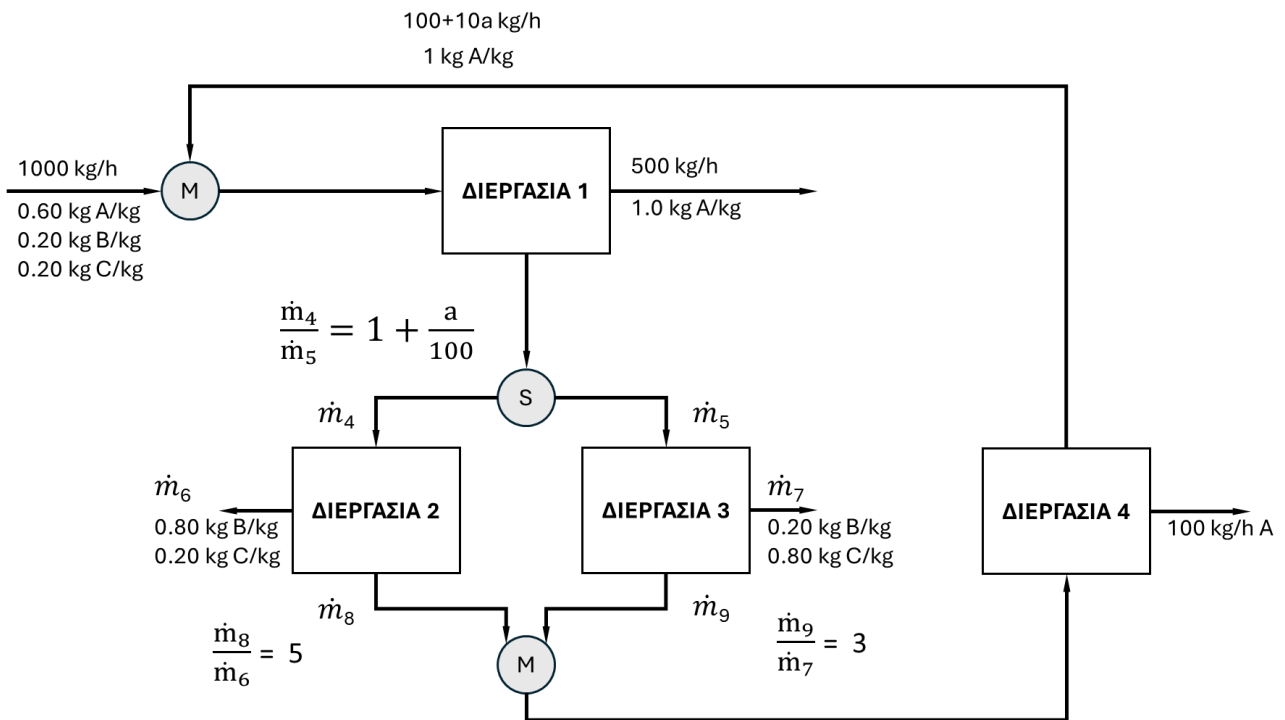 100+10a kg/h
1 kg A/kg
1000 kg/h
0.60 kg A/kg
0.20 kg B/kg
0.20 kg C/kg
M
ΔΙΕΡΓΑΣΙΑ 1
500 kg/h
1.0 kg A/kg
ṁ₄/ṁ₅ = 1 + a/100
S
ṁ₄
ṁ₅
ṁ₆
0.80 kg B/kg
0.20 kg C/kg
ΔΙΕΡΓΑΣΙΑ 2
ΔΙΕΡΓΑΣΙΑ 3
ṁ₇
0.20 kg B/kg
0.80 kg C/kg
ΔΙΕΡΓΑΣΙΑ 4
100 kg/h A
ṁ₈
ṁ₉
ṁ₈/ṁ₆ = 5
M
ṁ₉/ṁ₇ = 3